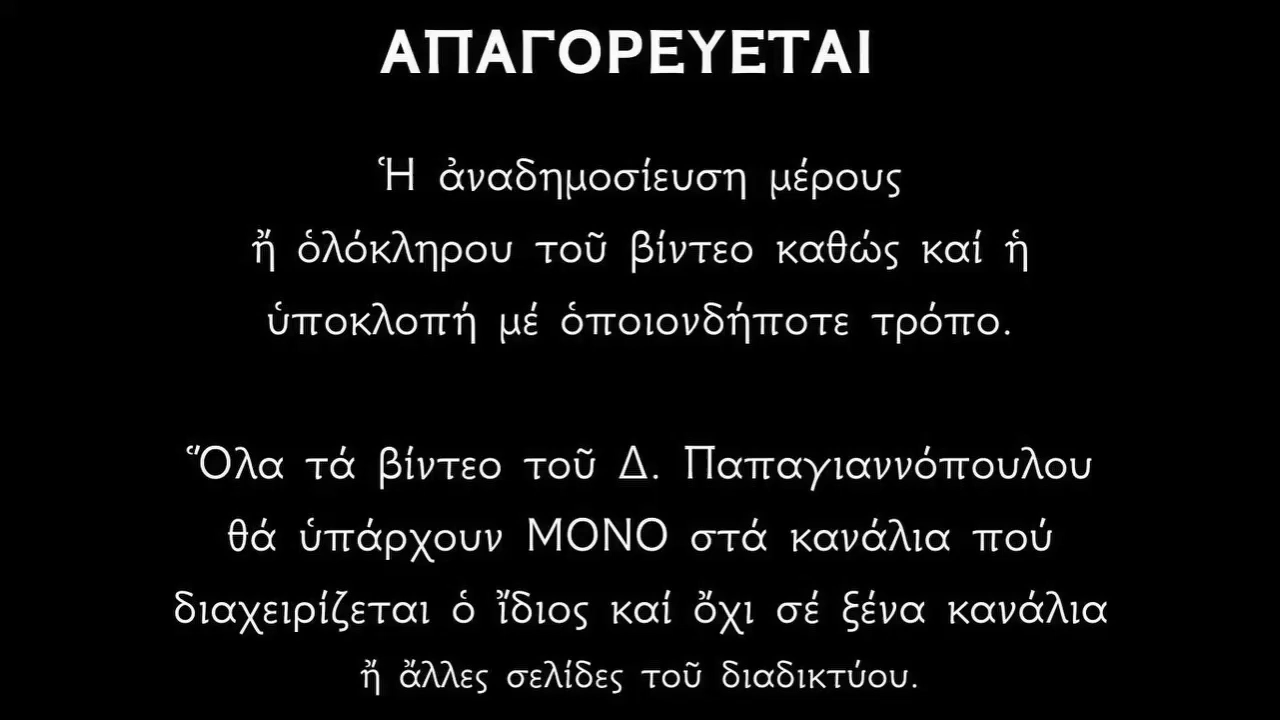 ΑΠΑΓΟΡΕΥΕΤΑΙ
Ἡ ἀναδημοσίευση μέρους
ἤ ὁλόκληρου τοῦ βίντεο καθώς καί ἡ
ὑποκλοπή μέ ὁποιονδήποτε τρόπο.
Ὅλα τά βίντεο τοῦ Δ. Παπαγιαννόπουλου
θά ὑπάρχουν ΜΟΝΟ στά κανάλια πού
διαχειρίζεται ὁ ἴδιος καί ὄχι σέ ξένα κανάλια
ἤ ἄλλες σελίδες τοῦ διαδικτύου.